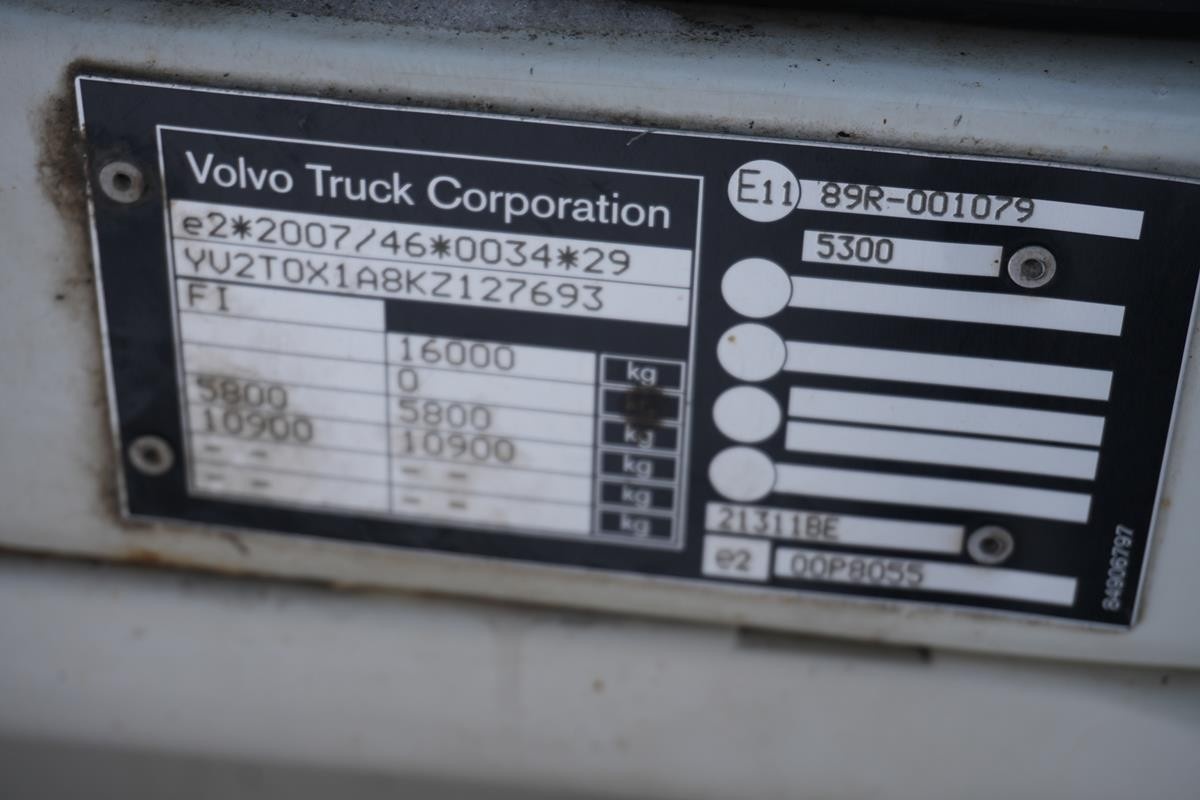 Volvo Truck Corporation
e2*2007/46*0034*29
YV2T0X1A8KZ127693
FI
16000 kg
0
5800 5800 kg
10900 10900 kg
- - - - kg
- - - - kg
E11 89R-001079
5300
213118E
e2 00P8055
84906797